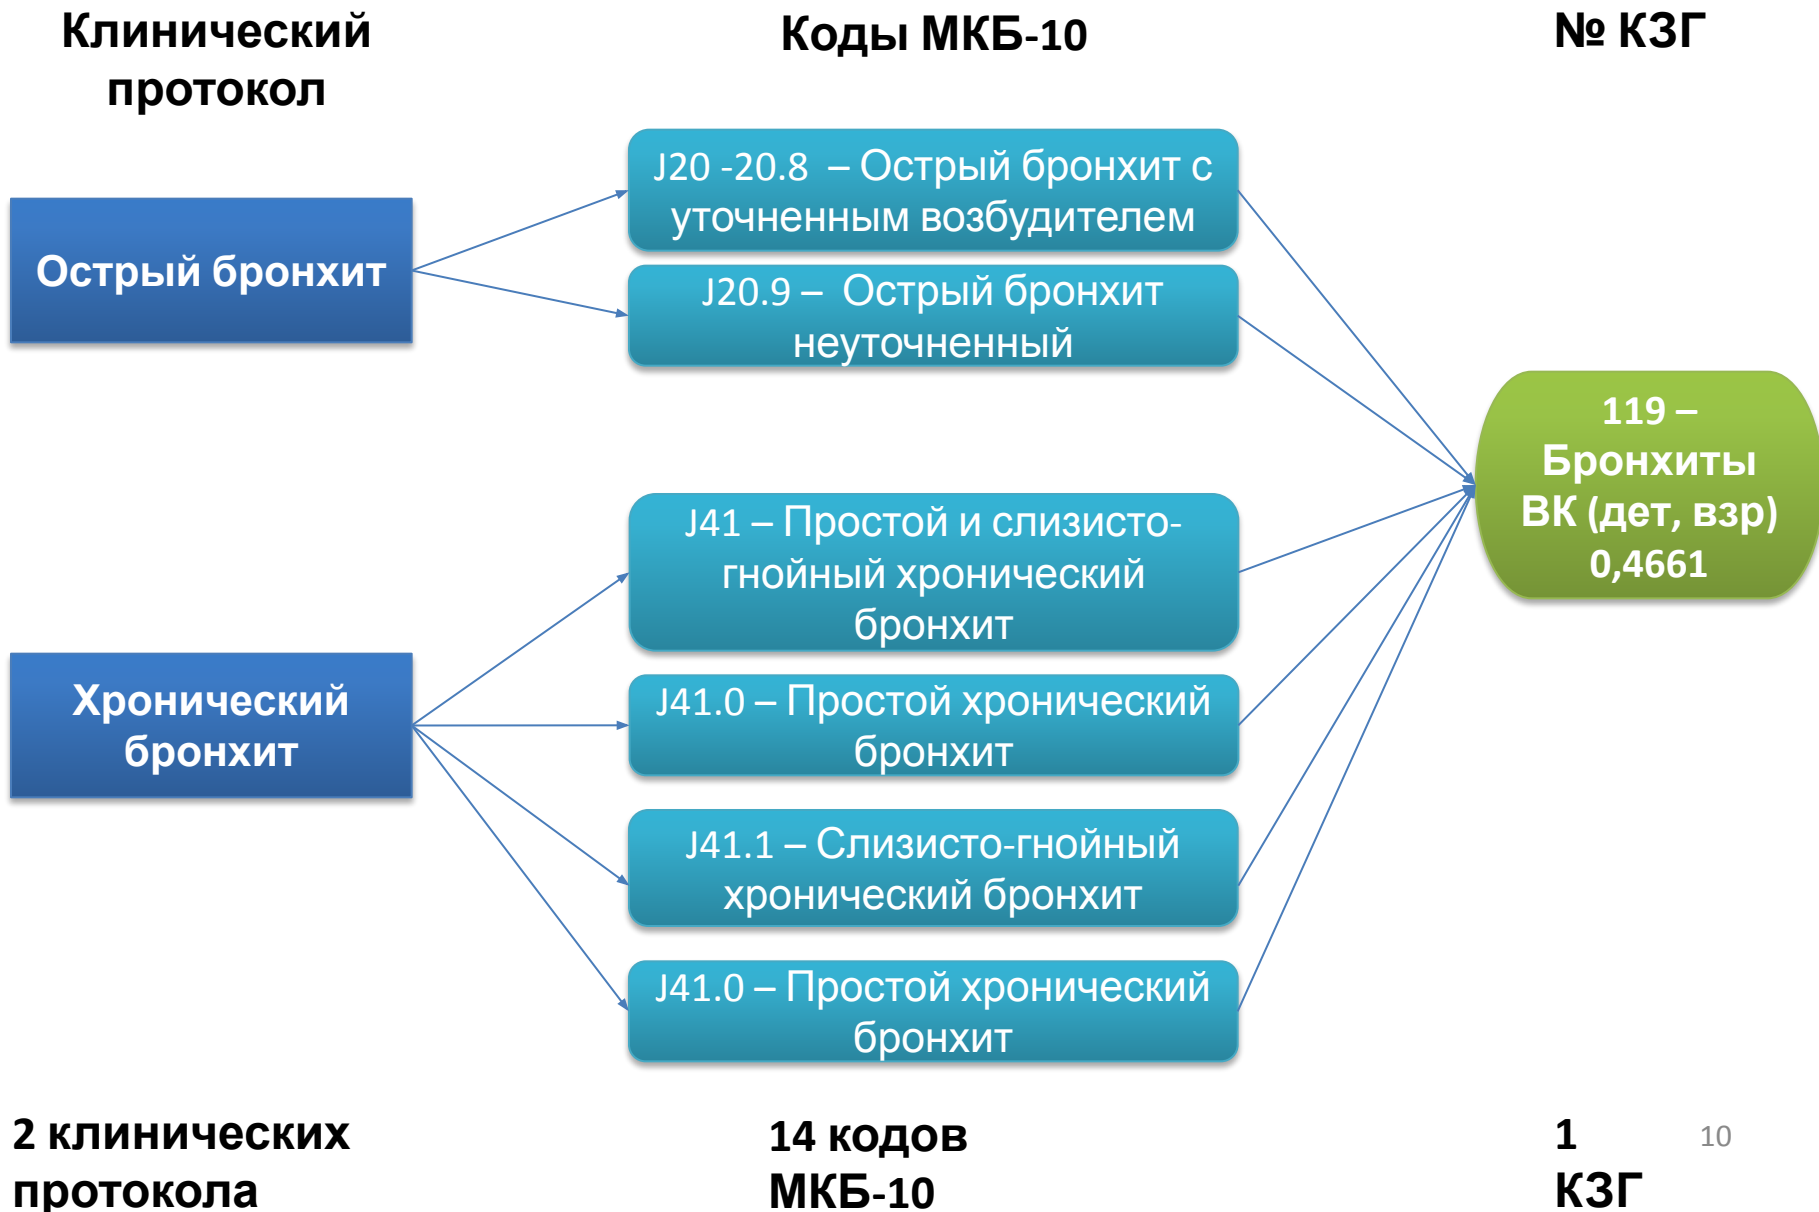 Клинический
протокол
Коды МКБ-10
№ КЗГ
Острый бронхит
J20 -20.8 – Острый бронхит с
уточненным возбудителем
J20.9 – Острый бронхит
неуточненный
Хронический
бронхит
J41 – Простой и слизисто-
гнойный хронический
бронхит
J41.0 – Простой хронический
бронхит
J41.1 – Слизисто-гнойный
хронический бронхит
J41.0 – Простой хронический
бронхит
119 –
Бронхиты
ВК (дет, взр)
0,4661
2 клинических
протокола
14 кодов
МКБ-10
1
КЗГ
10